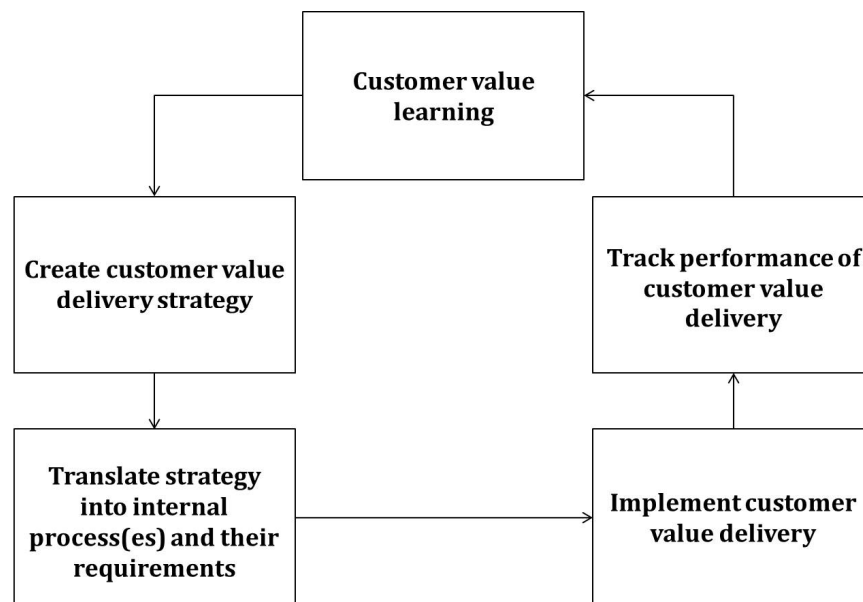 Customer value
learning
Create customer value
delivery strategy
Track performance of
customer value
delivery
Translate strategy
into internal
process(es) and their
requirements
Implement customer
value delivery